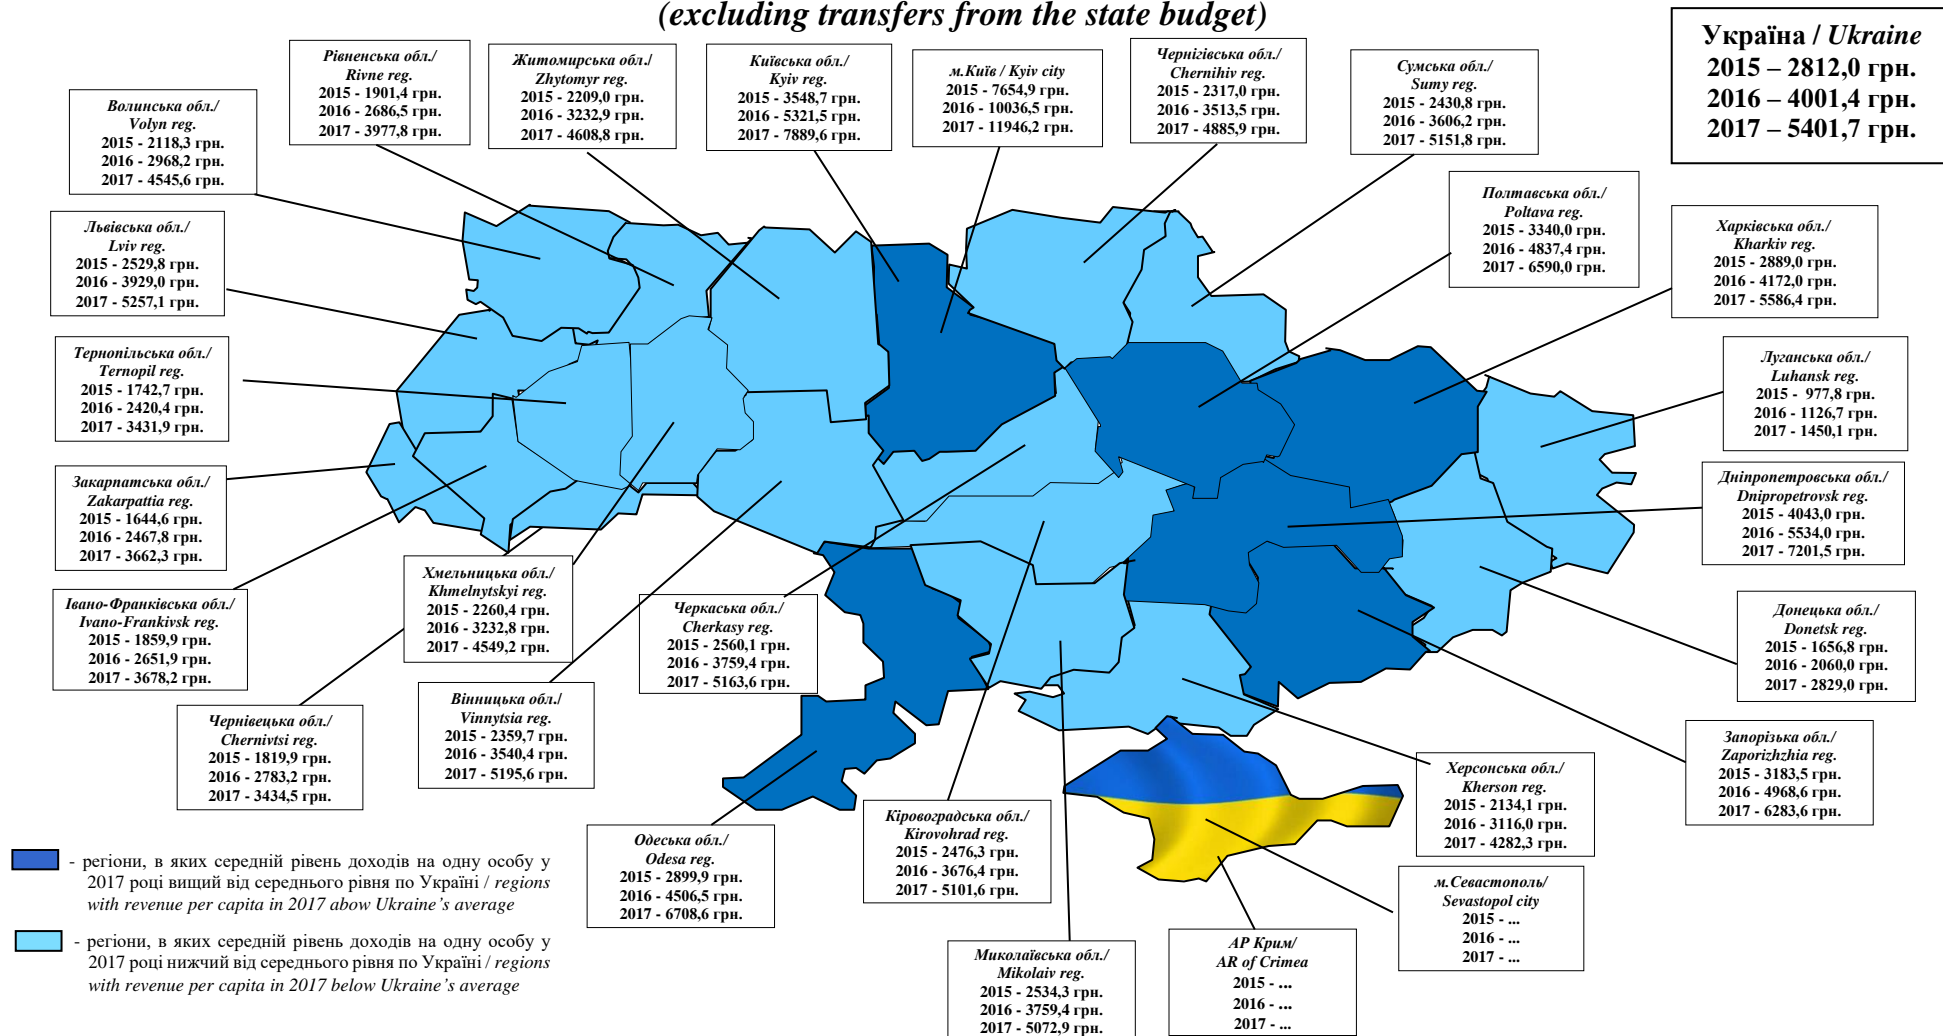 (excluding transfers from the state budget)
Україна / Ukraine
2015 – 2812,0 грн.
2016 – 4001,4 грн.
2017 – 5401,7 грн.
Рівненська обл./
Rivne reg.
2015 - 1901,4 грн.
2016 - 2686,5 грн.
2017 - 3977,8 грн.
Житомирська обл./
Zhytomyr reg.
2015 - 2209,0 грн.
2016 - 3232,9 грн.
2017 - 4608,8 грн.
Київська обл./
Kyiv reg.
2015 - 3548,7 грн.
2016 - 5321,5 грн.
2017 - 7889,6 грн.
м.Київ / Kyiv city
2015 - 7654,9 грн.
2016 - 10036,5 грн.
2017 - 11946,2 грн.
Чернігівська обл./
Chernihiv reg.
2015 - 2317,0 грн.
2016 - 3513,5 грн.
2017 - 4885,9 грн.
Сумська обл./
Sumy reg.
2015 - 2430,8 грн.
2016 - 3606,2 грн.
2017 - 5151,8 грн.
Волинська обл./
Volyn reg.
2015 - 2118,3 грн.
2016 - 2968,2 грн.
2017 - 4545,6 грн.
Полтавська обл./
Poltava reg.
2015 - 3340,0 грн.
2016 - 4837,4 грн.
2017 - 6590,0 грн.
Харківська обл./
Kharkiv reg.
2015 - 2889,0 грн.
2016 - 4172,0 грн.
2017 - 5586,4 грн.
Львівська обл./
Lviv reg.
2015 - 2529,8 грн.
2016 - 3929,0 грн.
2017 - 5257,1 грн.
Тернопільська обл./
Ternopil reg.
2015 - 1742,7 грн.
2016 - 2420,4 грн.
2017 - 3431,9 грн.
Луганська обл./
Luhansk reg.
2015 - 977,8 грн.
2016 - 1126,7 грн.
2017 - 1450,1 грн.
Закарпатська обл./
Zakarpattia reg.
2015 - 1644,6 грн.
2016 - 2467,8 грн.
2017 - 3662,3 грн.
Дніпропетровська обл./
Dnipropetrovsk reg.
2015 - 4043,0 грн.
2016 - 5534,0 грн.
2017 - 7201,5 грн.
Івано-Франківська обл./
Ivano-Frankivsk reg.
2015 - 1859,9 грн.
2016 - 2651,9 грн.
2017 - 3678,2 грн.
Хмельницька обл./
Khmelnytskyi reg.
2015 - 2260,4 грн.
2016 - 3232,8 грн.
2017 - 4549,2 грн.
Черкаська обл./
Cherkasy reg.
2015 - 2560,1 грн.
2016 - 3759,4 грн.
2017 - 5163,6 грн.
Донецька обл./
Donetsk reg.
2015 - 1656,8 грн.
2016 - 2060,0 грн.
2017 - 2829,0 грн.
Чернівецька обл./
Chernivtsi reg.
2015 - 1819,9 грн.
2016 - 2783,2 грн.
2017 - 3434,5 грн.
Вінницька обл./
Vinnytsia reg.
2015 - 2359,7 грн.
2016 - 3540,4 грн.
2017 - 5195,6 грн.
Запорізька обл./
Zaporizhzhia reg.
2015 - 3183,5 грн.
2016 - 4968,6 грн.
2017 - 6283,6 грн.
Херсонська обл./
Kherson reg.
2015 - 2134,1 грн.
2016 - 3116,0 грн.
2017 - 4282,3 грн.
Одеська обл./
Odesa reg.
2015 - 2899,9 грн.
2016 - 4506,5 грн.
2017 - 6708,6 грн.
Кіровоградська обл./
Kirovohrad reg.
2015 - 2476,3 грн.
2016 - 3676,4 грн.
2017 - 5101,6 грн.
м.Севастополь/
Sevastopol city
2015 - ...
2016 - ...
2017 - ...
Миколаївська обл./
Mikolaiv reg.
2015 - 2534,3 грн.
2016 - 3759,4 грн.
2017 - 5072,9 грн.
АР Крим/
AR of Crimea
2015 - ...
2016 - ...
2017 - ...
- регіони, в яких середній рівень доходів на одну особу у
2017 році вищий від середнього рівня по Україні / regions
with revenue per capita in 2017 abow Ukraine's average
- регіони, в яких середній рівень доходів на одну особу у
2017 році нижчий від середнього рівня по Україні / regions
with revenue per capita in 2017 below Ukraine's average